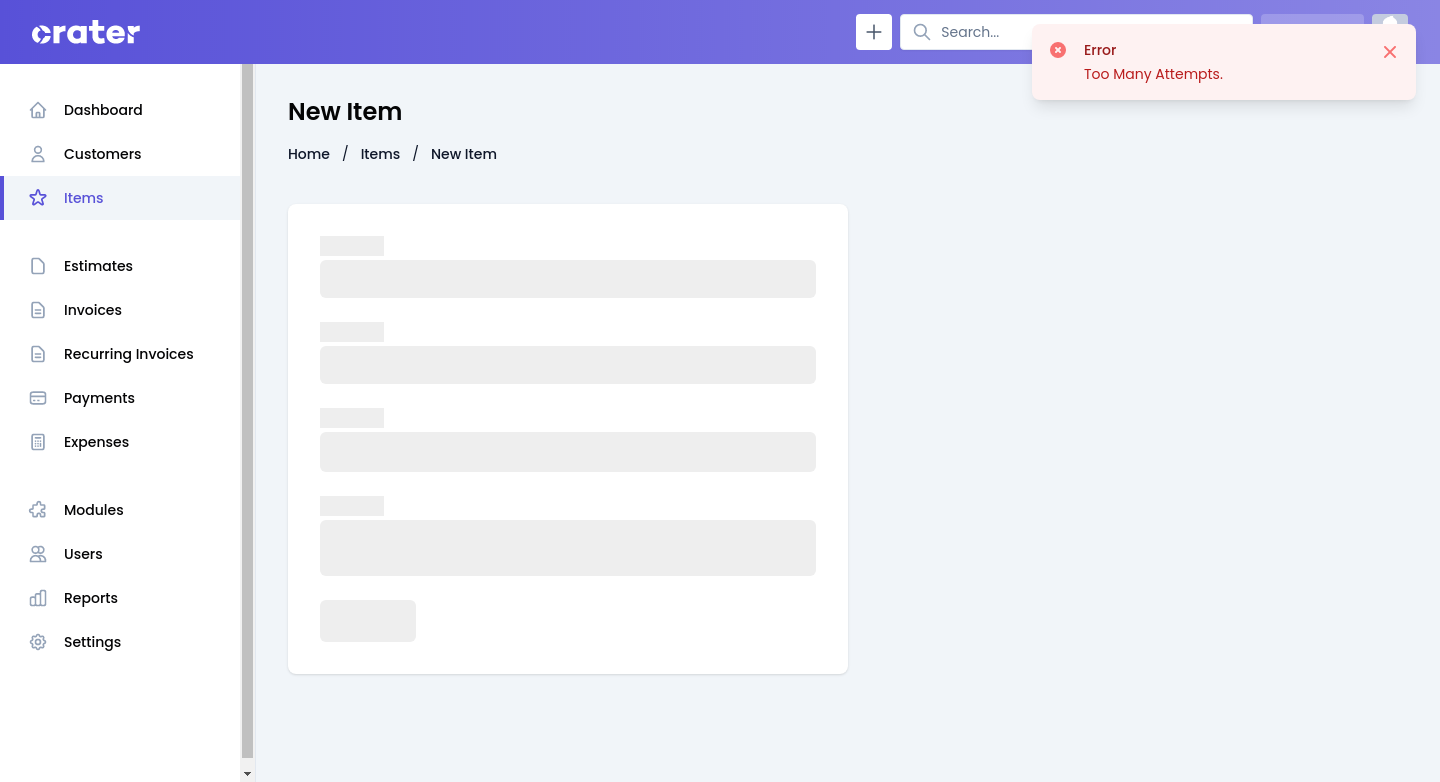 crater
Search...
Error
Too Many Attempts.
Dashboard
Customers
Items
Estimates
Invoices
Recurring Invoices
Payments
Expenses
Modules
Users
Reports
Settings
New Item
Home / Items / New Item